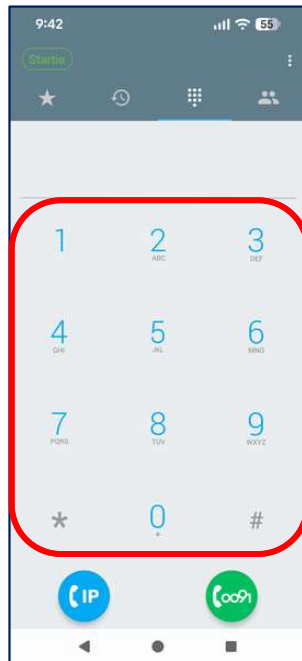 9:42 55
Startia
1 2 3
ABC DEF
4 5 6
GHI JKL MNO
7 8 9
PQRS TUV WXYZ
* 0 #
+
IP 0091